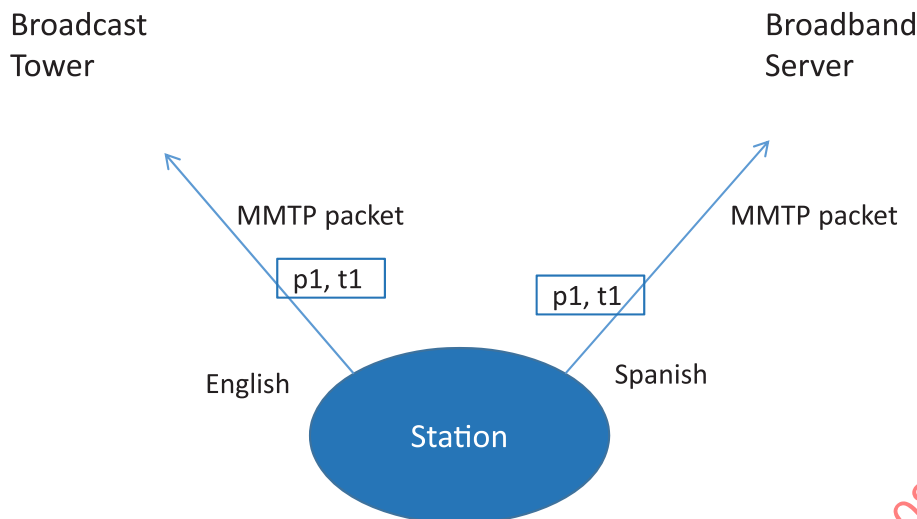 Broadcast
Tower
Broadband
Server
MMTP packet
MMTP packet
p1, t1
p1, t1
English
Spanish
Station